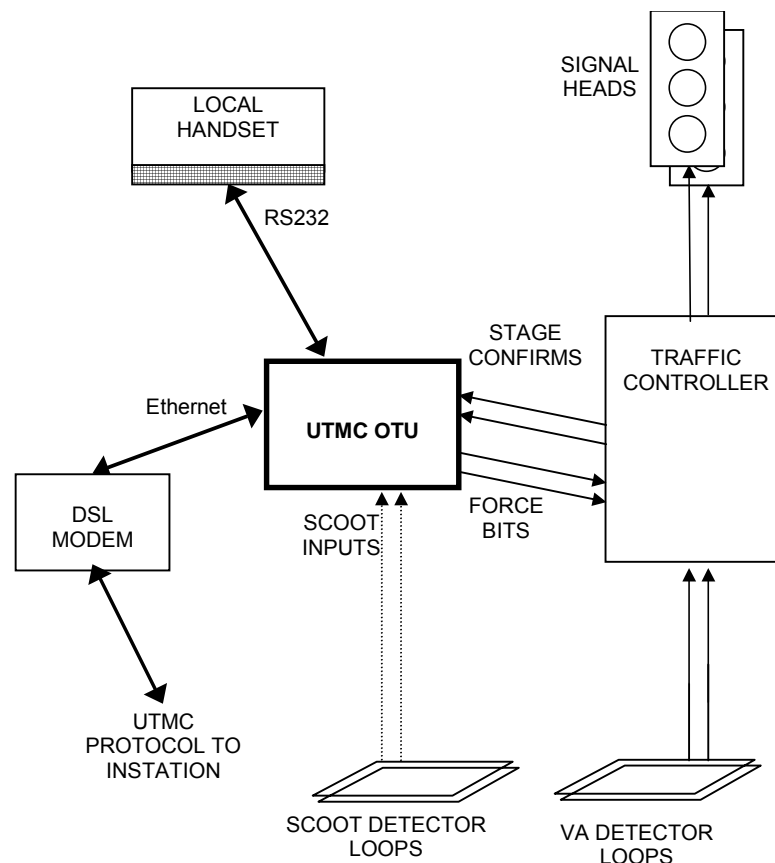 SIGNAL
HEADS
LOCAL
HANDSET
RS232
STAGE
CONFIRMS
TRAFFIC
CONTROLLER
Ethernet
UTMC OTU
DSL
MODEM
SCOOT
INPUTS
FORCE
BITS
UTMC
PROTOCOL TO
INSTATION
SCOOT DETECTOR
LOOPS
VA DETECTOR
LOOPS